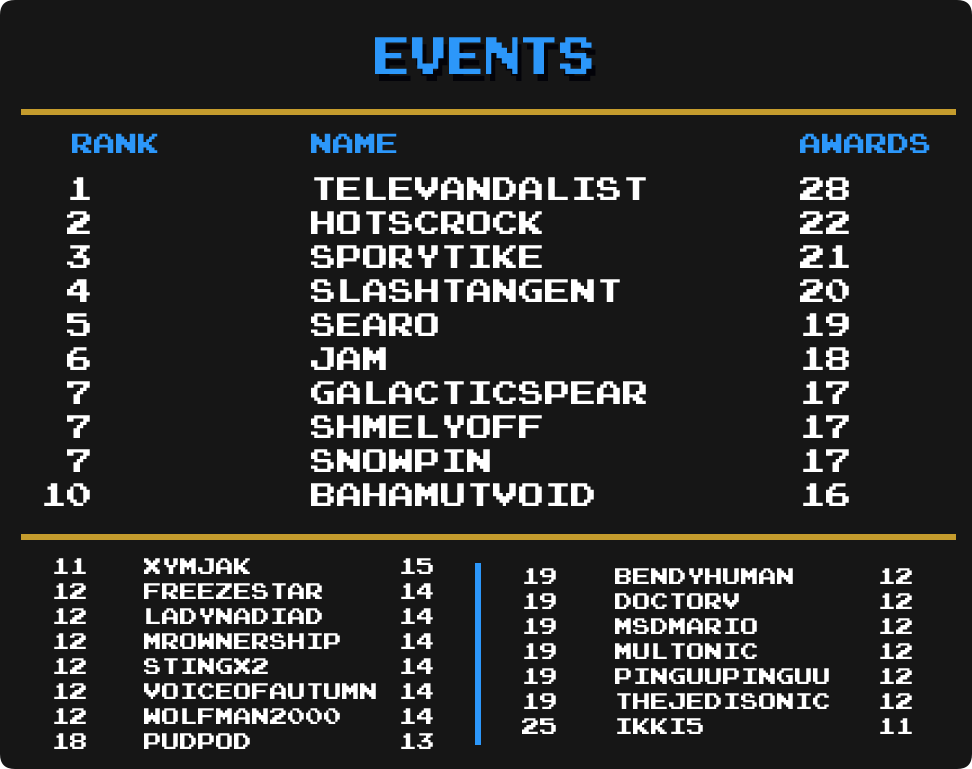 EVENTS
RANK NAME AWARDS
1 TELEVANDALIST 28
2 HOTSCROCK 22
3 SPORYTIKE 21
4 SLASHTANGENT 20
5 SEARO 19
6 JAM 18
7 GALACTICSPEAR 17
7 SHMELYOFF 17
7 SNOWPIN 17
10 BAHAMUTVOID 16
11 XYMJAK 15
12 FREEZESTAR 14
12 LADYNADIAD 14
12 MROWNERSHIP 14
12 STINGX2 14
12 VOICEOFAUTUMN 14
12 WOLFMAN2000 14
18 PUDPOD 13
19 BENDYHUMAN 12
19 DOCTORV 12
19 MSDMARIO 12
19 MULTONIC 12
19 PINGUUPINGUU 12
19 THEJEDISONIC 12
25 IKKI5 11